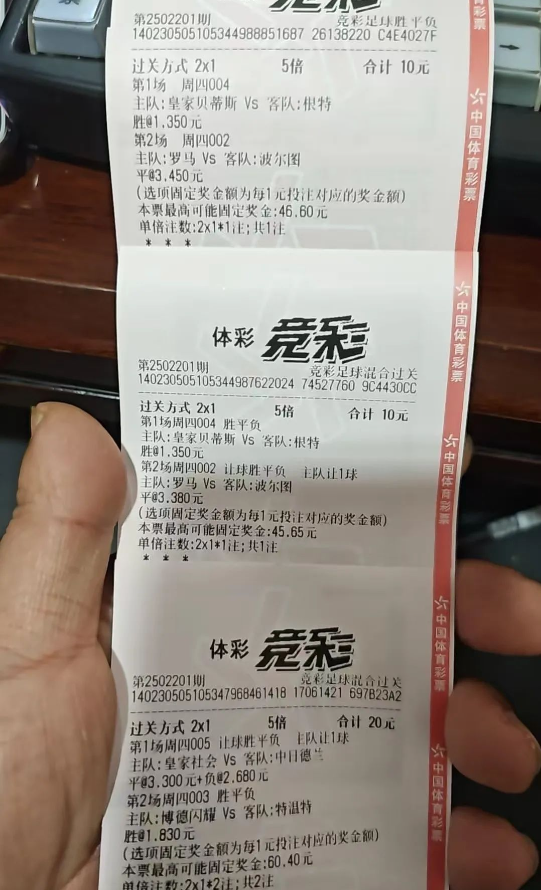 竞彩
第2502201期 竞彩足球胜平负
140230505105344988851687 26138220 C4E4027F
过关方式 2x1 5倍 合计 10元
第1场 周四004
主队:皇家贝蒂斯 Vs 客队:根特
胜@1.350元
第2场 周四002
主队:罗马 Vs 客队:波尔图
平@3.450元
(选项固定奖金额为每1元投注对应的奖金额)
本票最高可能固定奖金:46.60元
单倍注数:2x1*1注;共1注
* * *
体彩 竞彩
第2502201期 竞彩足球混合过关
140230505105344987622024 74527760 9C4430CC
过关方式 2x1 5倍 合计 10元
第1场周四004 胜平负
主队:皇家贝蒂斯 Vs 客队:根特
胜@1.350元
第2场周四002 让球胜平负 主队让1球
主队:罗马 Vs 客队:波尔图
平@3.380元
(选项固定奖金额为每1元投注对应的奖金额)
本票最高可能固定奖金:45.65元
单倍注数:2x1*1注;共1注
* * *
体彩 竞彩
第2502201期 竞彩足球混合过关
140230505105347968461418 17061421 697B23A2
过关方式 2x1 5倍 合计 20元
第1场周四005 让球胜平负 主队让1球
主队:皇家社会 Vs 客队:中日德兰
平@3.300元+负@2.680元
第2场周四003 胜平负
主队:博德闪耀 Vs 客队:特温特
胜@1.830元
(选项固定奖金额为每1元投注对应的奖金额)
本票最高可能固定奖金:60.40元
单倍注数:2x1*2注;共2注
育彩票
中国体育彩票
中国体育彩票
中国体育彩票
中国体育彩票
中国体育彩票